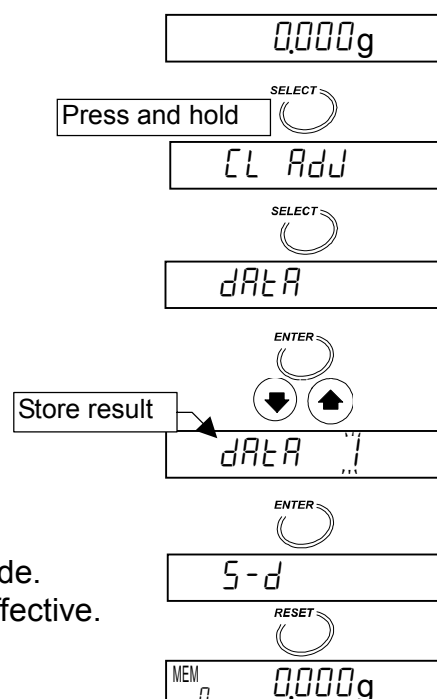 0.000g
SELECT
Press and hold
CL AdJ
SELECT
dAtA
ENTER
Store result
dAtA 1
ENTER
de.
S-d
ffective.
RESET
MEM
0
0.000g